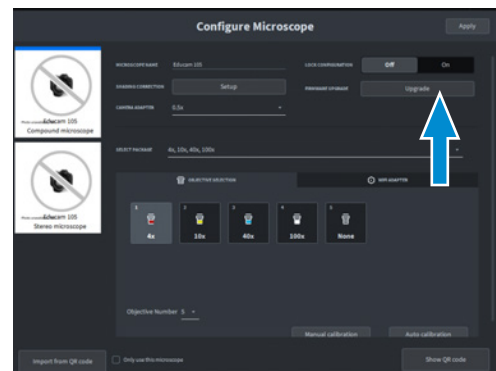 Configure Microscope
Apply
MICROSCOPE NAME
Educam 105
LOCK CONFIGURATION
Off
On
SHADING CORRECTION
Setup
FIRMWARE UPGRADE
Upgrade
CAMERA ADAPTER
0.5x
Educam 105
Compound microscope
SELECT PACKAGE
4x, 10x, 40x, 100x
OBJECTIVE SELECTION
ADAPTER
1
4x
2
10x
3
40x
4
100x
5
None
Educam 105
Stereo microscope
Objective Number 5
Manual calibration
Auto calibration
Import from QR code
Only use this microscope
Show QR code